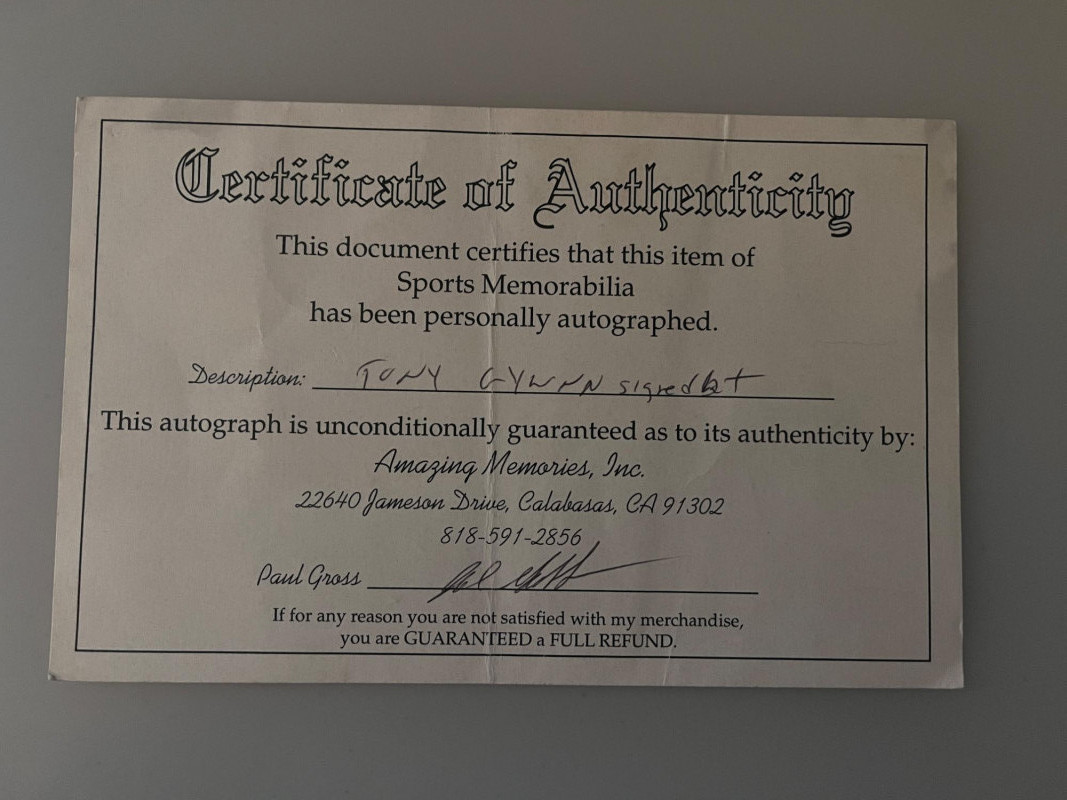 Certificate of Authenticity
This document certifies that this item of
Sports Memorabilia
has been personally autographed.
Description: TONY GYWNN signed bat
This autograph is unconditionally guaranteed as to its authenticity by:
Amazing Memories, Inc.
22640 Jameson Drive, Calabasas, CA 91302
818-591-2856
Paul Gross
If for any reason you are not satisfied with my merchandise,
you are GUARANTEED a FULL REFUND.